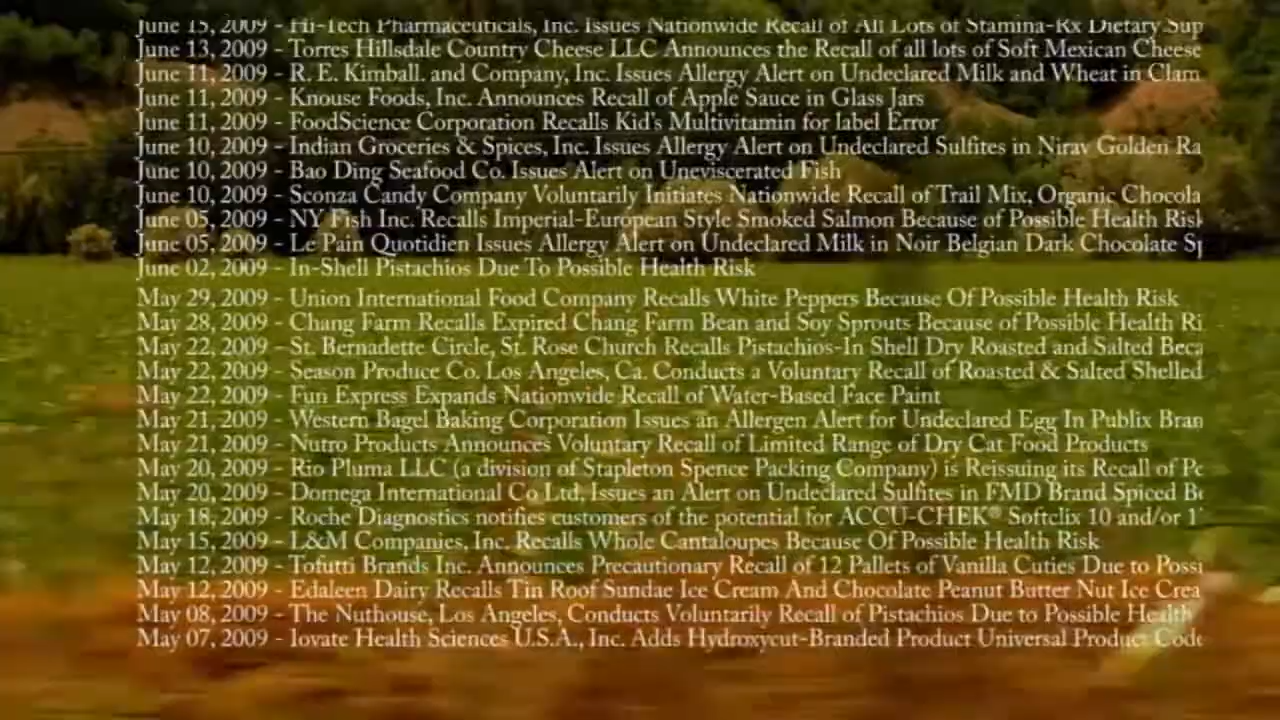 June 15, 2009 - Hi-Tech Pharmaceuticals, Inc. Issues Nationwide Recall of All Lots of Stamina-Rx Dietary Sup
June 13, 2009 - Torres Hillsdale Country Cheese LLC Announces the Recall of all lots of Soft Mexican Cheese
June 11, 2009 - R. E. Kimball. and Company, Inc. Issues Allergy Alert on Undeclared Milk and Wheat in Clam
June 11, 2009 - Knouse Foods, Inc. Announces Recall of Apple Sauce in Glass Jars
June 11, 2009 - FoodScience Corporation Recalls Kid's Multivitamin for label Error
June 10, 2009 - Indian Groceries & Spices, Inc. Issues Allergy Alert on Undeclared Sulfites in Nirav Golden Ra
June 10, 2009 - Bao Ding Seafood Co. Issues Alert on Uneviscerated Fish
June 10, 2009 - Sconza Candy Company Voluntarily Initiates Nationwide Recall of Trail Mix, Organic Chocola
June 05, 2009 - NY Fish Inc. Recalls Imperial-European Style Smoked Salmon Because of Possible Health Risk
June 05, 2009 - Le Pain Quotidien Issues Allergy Alert on Undeclared Milk in Noir Belgian Dark Chocolate
June 02, 2009 - In-Shell Pistachios Due To Possible Health Risk
May 29, 2009 - Union International Food Company Recalls White Peppers Because Of Possible Health Risk
May 28, 2009 - Chang Farm Recalls Expired Chang Farm Bean and Soy Sprouts Because of Possible Health Ri
May 22, 2009 - St. Bernadette Circle, St. Rose Church Recalls Pistachios-In Shell Dry Roasted and Salted Beca
May 22, 2009 - Season Produce Co. Los Angeles, Ca. Conducts a Voluntary Recall of Roasted & Salted Shelled
May 22, 2009 - Fun Express Expands Nationwide Recall of Water-Based Face Paint
May 21, 2009 - Western Bagel Baking Corporation Issues an Allergen Alert for Undeclared Egg In Publix Bran
May 21, 2009 - Nutro Products Announces Voluntary Recall of Limited Range of Dry Cat Food Products
May 20, 2009 - Rio Pluma LLC (a division of Stapleton Spence Packing Company) is Reissuing its Recall of
May 20, 2009 - Domega International Co Ltd, Issues an Alert on Undeclared Sulfites in FMD Brand Spiced
May 18, 2009 - Roche Diagnostics notifies customers of the potential for ACCU-CHEK® Softclix 10 and/or
May 15, 2009 - L&M Companies, Inc. Recalls Whole Cantaloupes Because Of Possible Health Risk
May 12, 2009 - Tofutti Brands Inc. Announces Precautionary Recall of 12 Pallets of Vanilla Cuties Due to Possi
May 12, 2009 - Edaleen Dairy Recalls Tin Roof Sundae Ice Cream And Chocolate Peanut Butter Nut Ice Crea
May 08, 2009 - The Nuthouse, Los Angeles, Conducts Voluntarily Recall of Pistachios Due to Possible Health
May 07, 2009 - Iovate Health Sciences U.S.A., Inc. Adds Hydroxycut-Branded Product Universal Product Code